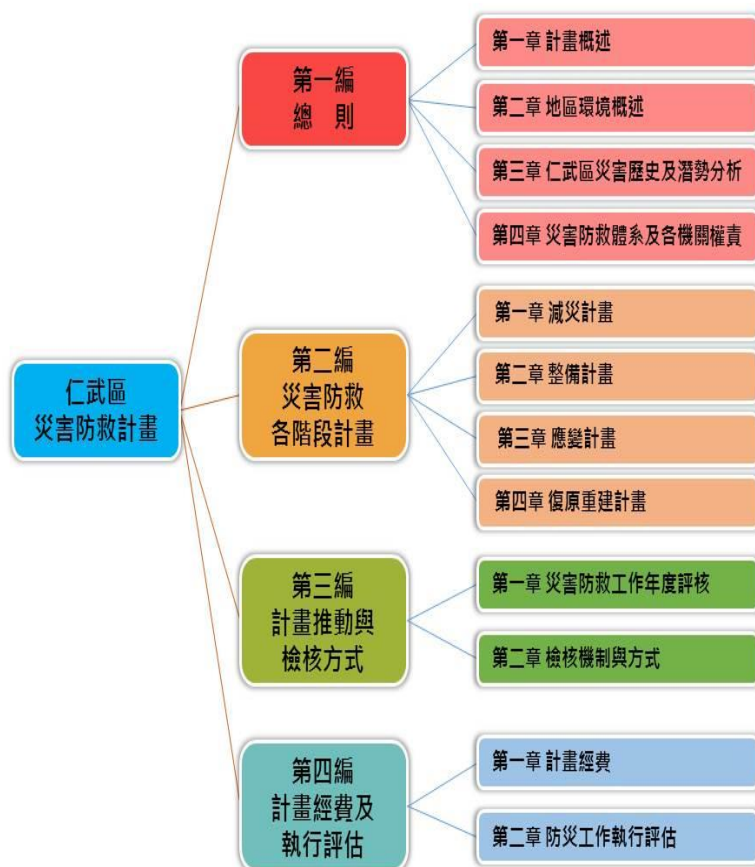 仁武區
災害防救計畫
第一編
總 則
第一章 計畫概述
第二章 地區環境概述
第三章 仁武區災害歷史及潛勢分析
第四章 災害防救體系及各機關權責
第二編
災害防救
各階段計畫
第一章 減災計畫
第二章 整備計畫
第三章 應變計畫
第四章 復原重建計畫
第三編
計畫推動與
檢核方式
第一章 災害防救工作年度評核
第二章 檢核機制與方式
第四編
計畫經費及
執行評估
第一章 計畫經費
第二章 防災工作執行評估